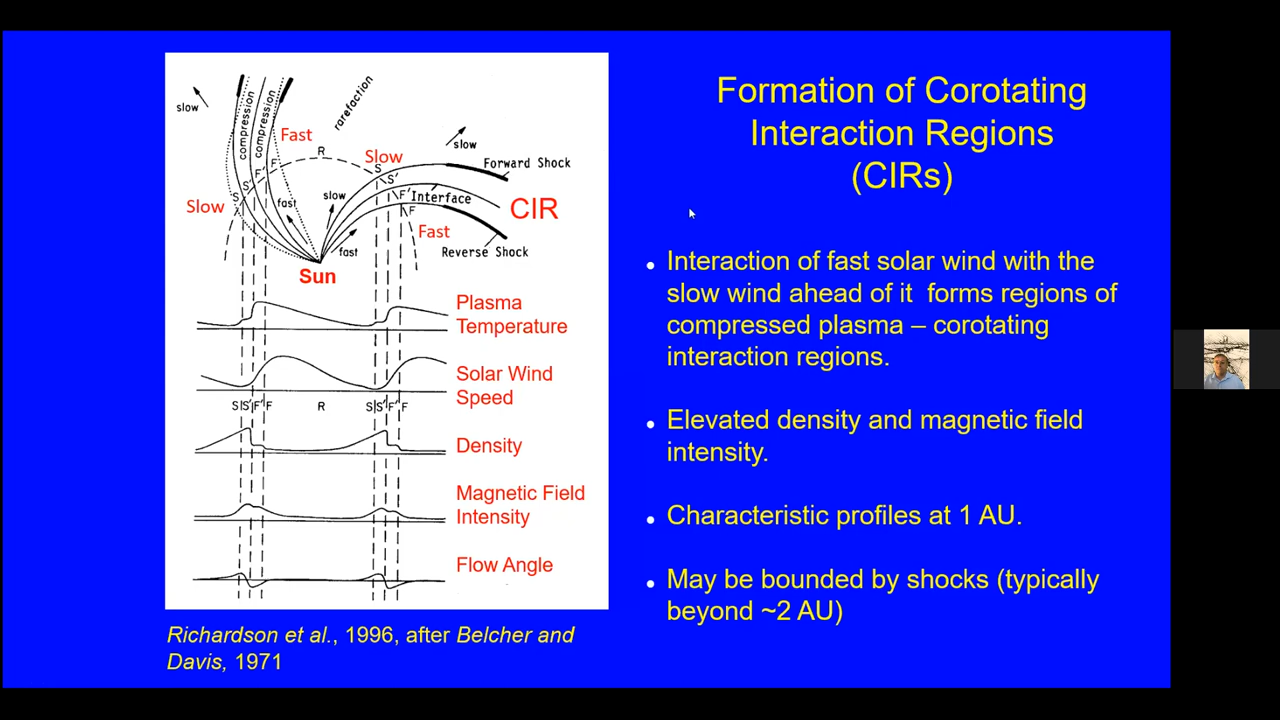 Formation of Corotating
Interaction Regions
(CIRs)
slow
compression
compression
rarefaction
Fast
R
Slow
slow
Forward Shock
S
S'
F'
F
S
S'
F'
F
Interface
CIR
Slow
fast
slow
fast
Fast
Reverse Shock
Sun
Plasma
Temperature
Solar Wind
Speed
S S' F' F R S S' F' F
Density
Magnetic Field
Intensity
Flow Angle
Richardson et al., 1996, after Belcher and
Davis, 1971
• Interaction of fast solar wind with the
slow wind ahead of it forms regions of
compressed plasma – corotating
interaction regions.
• Elevated density and magnetic field
intensity.
• Characteristic profiles at 1 AU.
• May be bounded by shocks (typically
beyond ~2 AU)